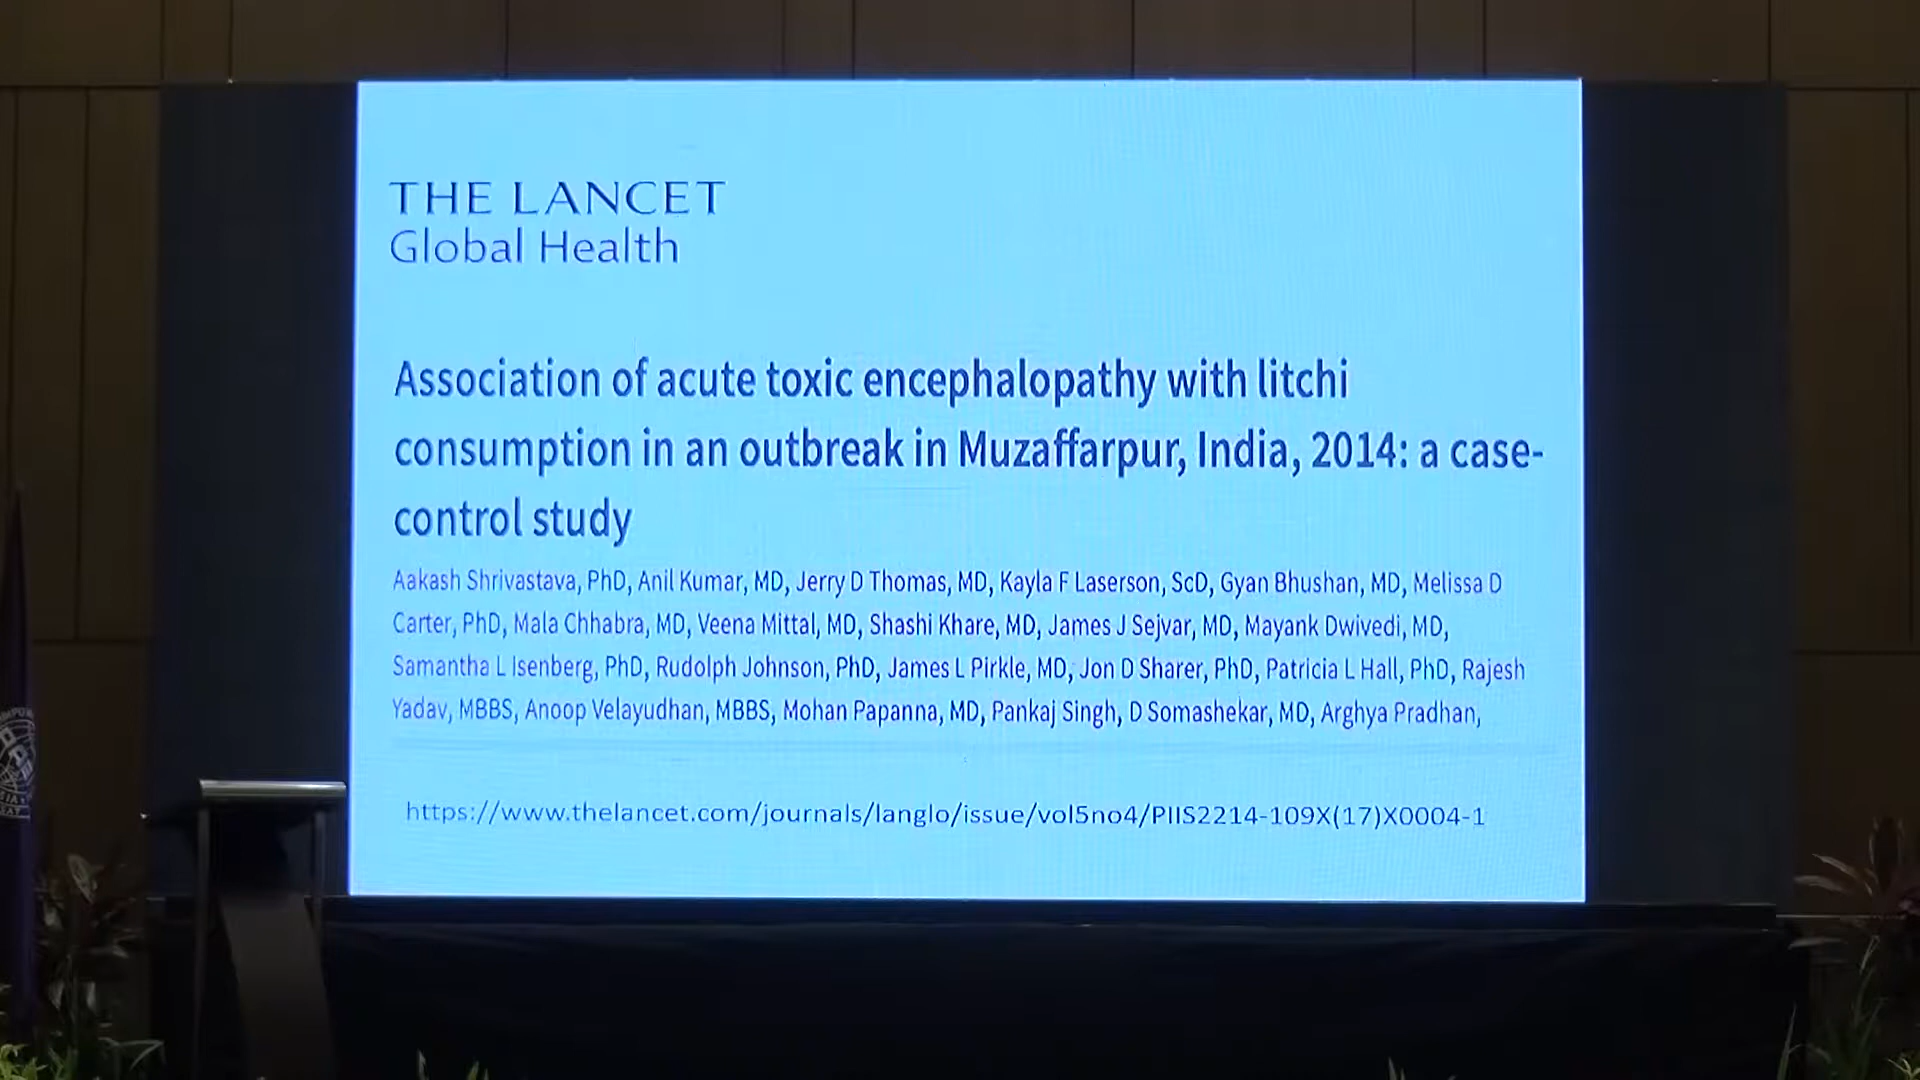 THE LANCET
Global Health
Association of acute toxic encephalopathy with litchi
consumption in an outbreak in Muzaffarpur, India, 2014: a case-
control study
Aakash Shrivastava, PhD, Anil Kumar, MD, Jerry D Thomas, MD, Kayla F Laserson, ScD, Gyan Bhushan, MD, Melissa D
Carter, PhD, Mala Chhabra, MD, Veena Mittal, MD, Shashi Khare, MD, James J Sejvar, MD, Mayank Dwivedi, MD,
Samantha L Isenberg, PhD, Rudolph Johnson, PhD, James L Pirkle, MD, Jon D Sharer, PhD, Patricia L Hall, PhD, Rajesh
Yadav, MBBS, Anoop Velayudhan, MBBS, Mohan Papanna, MD, Pankaj Singh, D Somashekar, MD, Arghya Pradhan,
https://www.thelancet.com/journals/langlo/issue/vol5no4/PIIS2214-109X(17)X0004-1